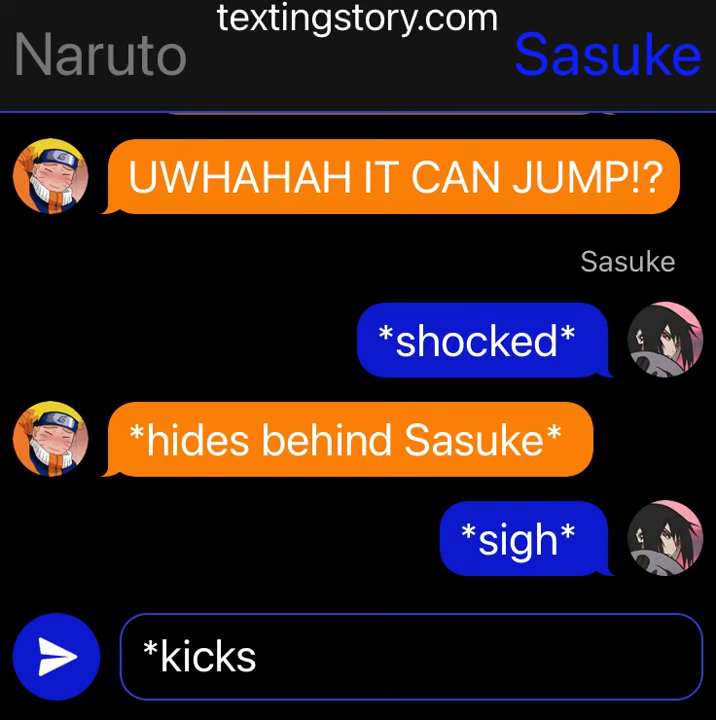 textingstory.com
Naruto
Sasuke
UWHAHAH IT CAN JUMP!?
Sasuke
*shocked*
*hides behind Sasuke*
*sigh*
*kicks